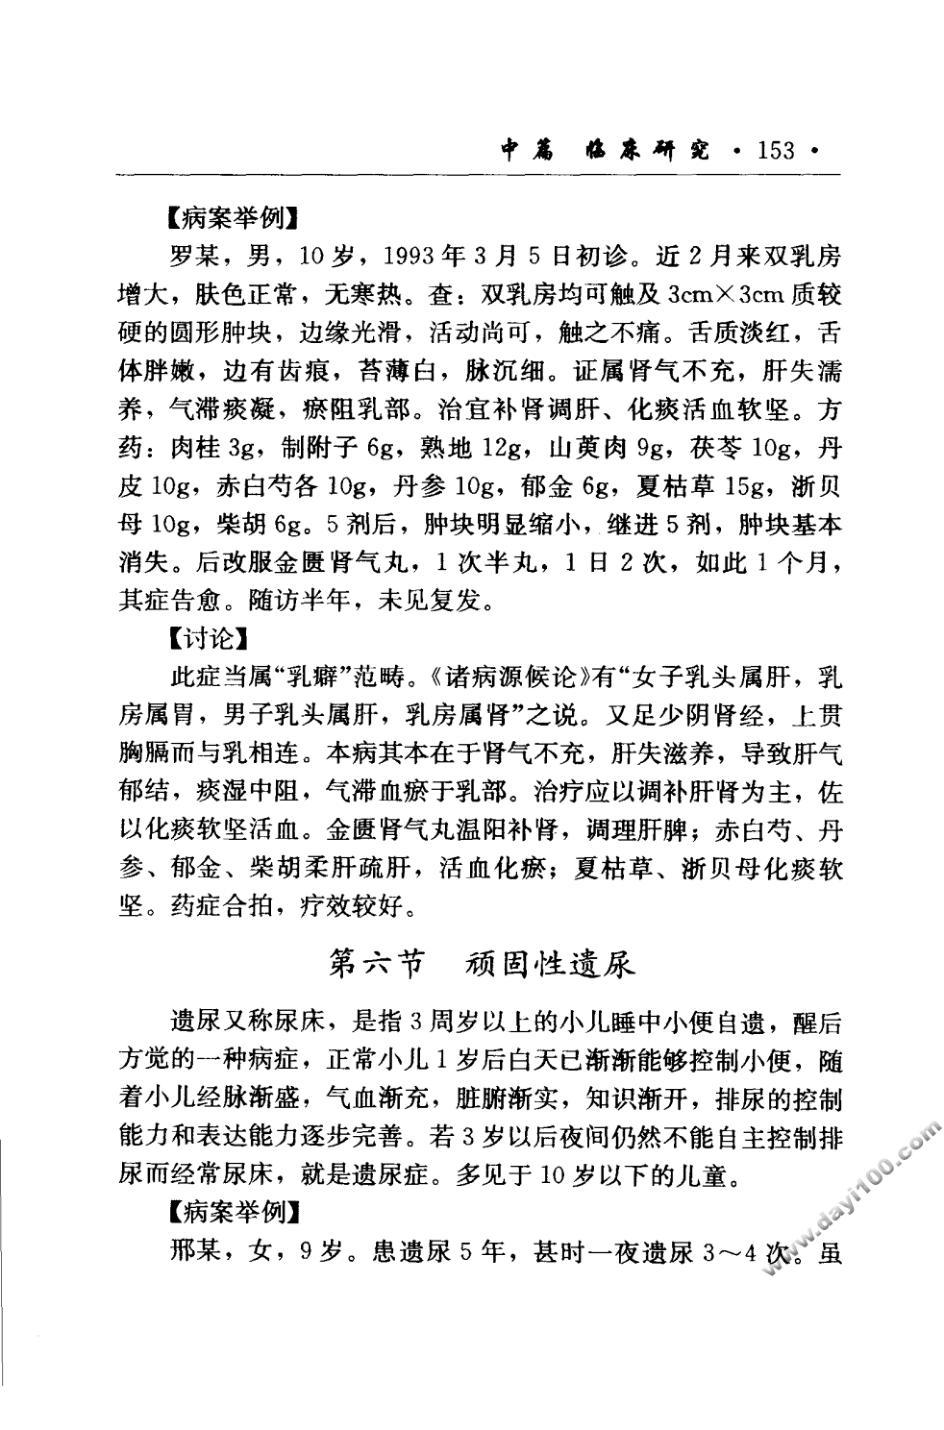 中篇 临床研究 · 153 ·
【病案举例】
罗某，男，10岁，1993年3月5日初诊。近2月来双乳房
增大，肤色正常，无寒热。查：双乳房均可触及3cm×3cm质较
硬的圆形肿块，边缘光滑，活动尚可，触之不痛。舌质淡红，舌
体胖嫩，边有齿痕，苔薄白，脉沉细。证属肾气不充，肝失濡
养，气滞痰凝，瘀阻乳部。治宜补肾调肝、化痰活血软坚。方
药：肉桂3g，制附子6g，熟地12g，山萸肉9g，茯苓10g，丹
皮10g，赤白芍各10g，丹参10g，郁金6g，夏枯草15g，浙贝
母10g，柴胡6g。5剂后，肿块明显缩小，继进5剂，肿块基本
消失。后改服金匮肾气丸，1次半丸，1日2次，如此1个月，
其症告愈。随访半年，未见复发。
【讨论】
此症当属“乳癖”范畴。《诸病源候论》有“女子乳头属肝，乳
房属胃，男子乳头属肝，乳房属肾”之说。又足少阴肾经，上贯
胸膈而与乳相连。本病其本在于肾气不充，肝失滋养，导致肝气
郁结，痰湿中阻，气滞血瘀于乳部。治疗应以调补肝肾为主，佐
以化痰软坚活血。金匮肾气丸温阳补肾，调理肝脾；赤白芍、丹
参、郁金、柴胡柔肝疏肝，活血化瘀；夏枯草、浙贝母化痰软
坚。药症合拍，疗效较好。
第六节 顽固性遗尿
遗尿又称尿床，是指3周岁以上的小儿睡中小便自遗，醒后
方觉的一种病症，正常小儿1岁后白天已渐渐能够控制小便，随
着小儿经脉渐盛，气血渐充，脏腑渐实，知识渐开，排尿的控制
能力和表达能力逐步完善。若3岁以后夜间仍然不能自主控制排
尿而经常尿床，就是遗尿症。多见于10岁以下的儿童。
【病案举例】
邢某，女，9岁。患遗尿5年，甚时一夜遗尿3～4次。虽
www.dayi100.com